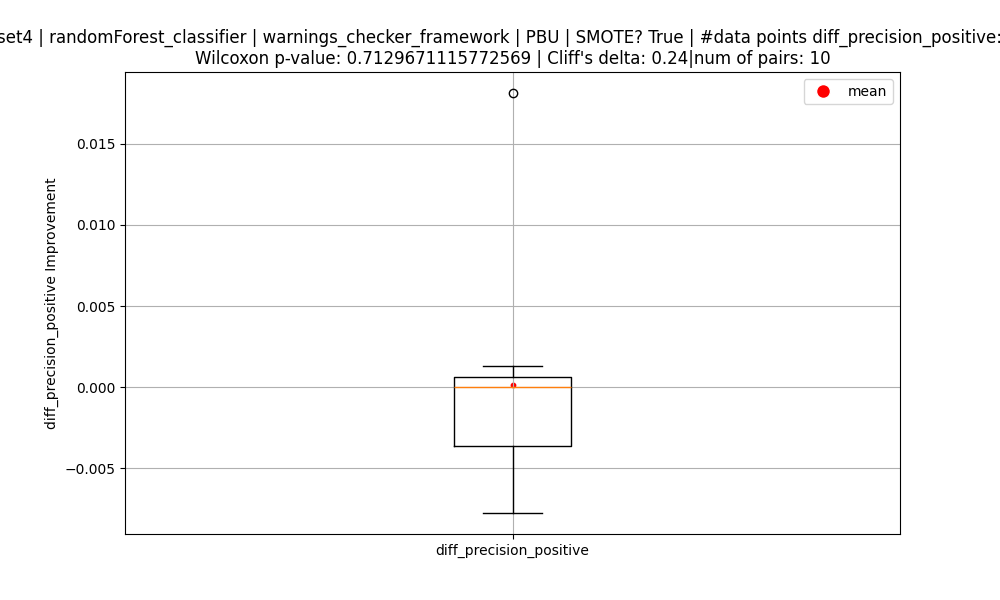 set4 | randomForest_classifier | warnings_checker_framework | PBU | SMOTE? True | #data points diff_precision_positive:
Wilcoxon p-value: 0.7129671115772569 | Cliff's delta: 0.24|num of pairs: 10
mean
0.015
0.010
0.005
0.000
−0.005
diff_precision_positive Improvement
diff_precision_positive